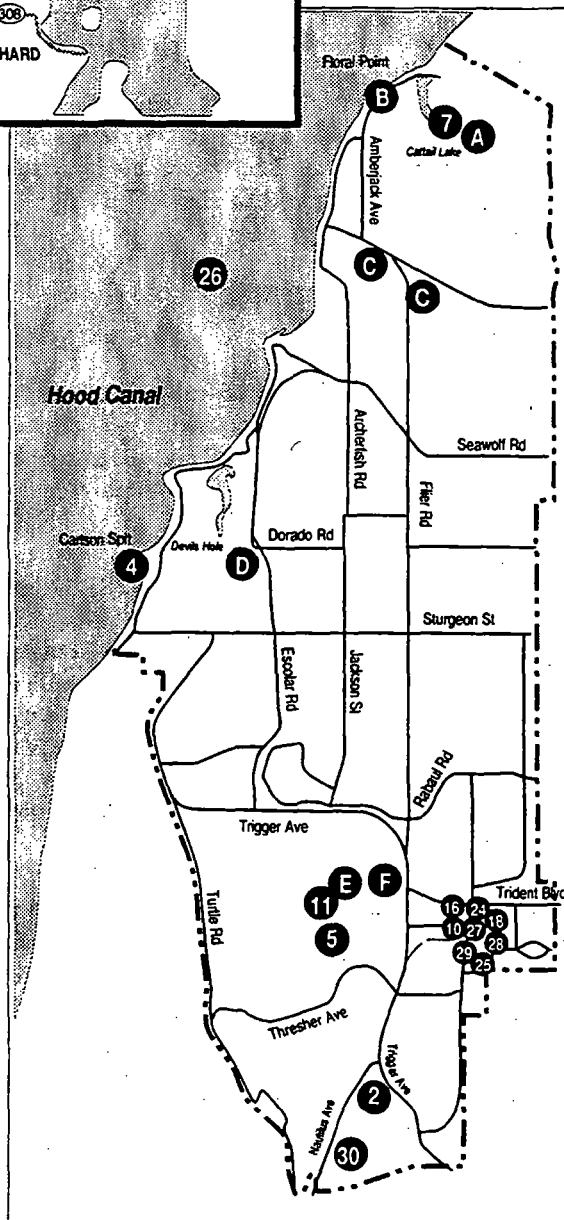 308
HARD
Floral Point
B
7
A
Cattail Lake
Amberjack Ave
C
26
C
Hood Canal
Archerfish Rd
Flier Rd
Seawolf Rd
Carlson Spit
4
Devils Hole
D
Dorado Rd
Sturgeon St
Escolar Rd
Jackson St
Rabaul Rd
Trigger Ave
E
F
11
5
16
24
Trident Blvd
18
10
27
28
29
25
Turtle Rd
Thresher Ave
Trigger Ave
2
Nautilus Ave
30